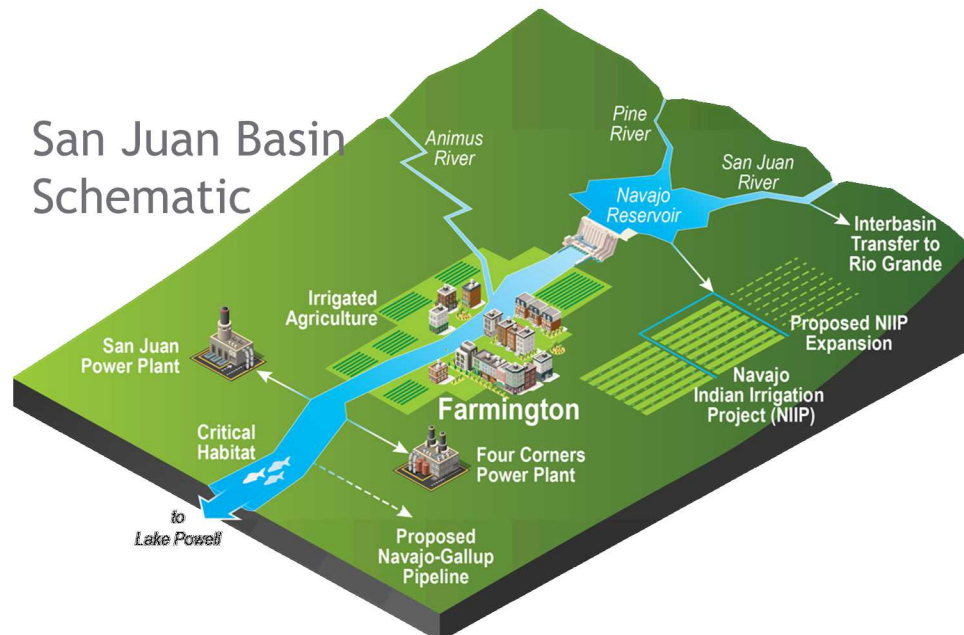 San Juan Basin
Schematic
Animus
River
Pine
River
San Juan
River
Navajo
Reservoir
Interbasin
Transfer to
Rio Grande
Irrigated
Agriculture
San Juan
Power Plant
Proposed NIIP
Expansion
Navajo
Indian Irrigation
Project (NIIP)
Farmington
Critical
Habitat
Four Corners
Power Plant
to
Lake Powell
Proposed
Navajo-Gallup
Pipeline